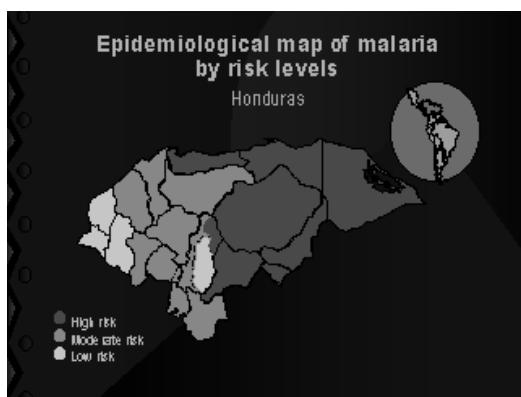 Epidemiological map of malaria
by risk levels
Honduras
High risk
Moderate risk
Low risk